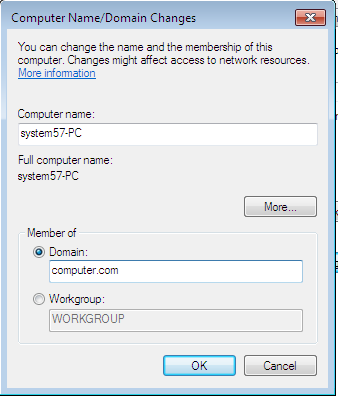 Computer Name/Domain Changes
You can change the name and the membership of this
computer. Changes might affect access to network resources.
More information
Computer name:
system57-PC
Full computer name:
system57-PC
More...
Member of
Domain:
computer.com
Workgroup:
WORKGROUP
OK
Cancel